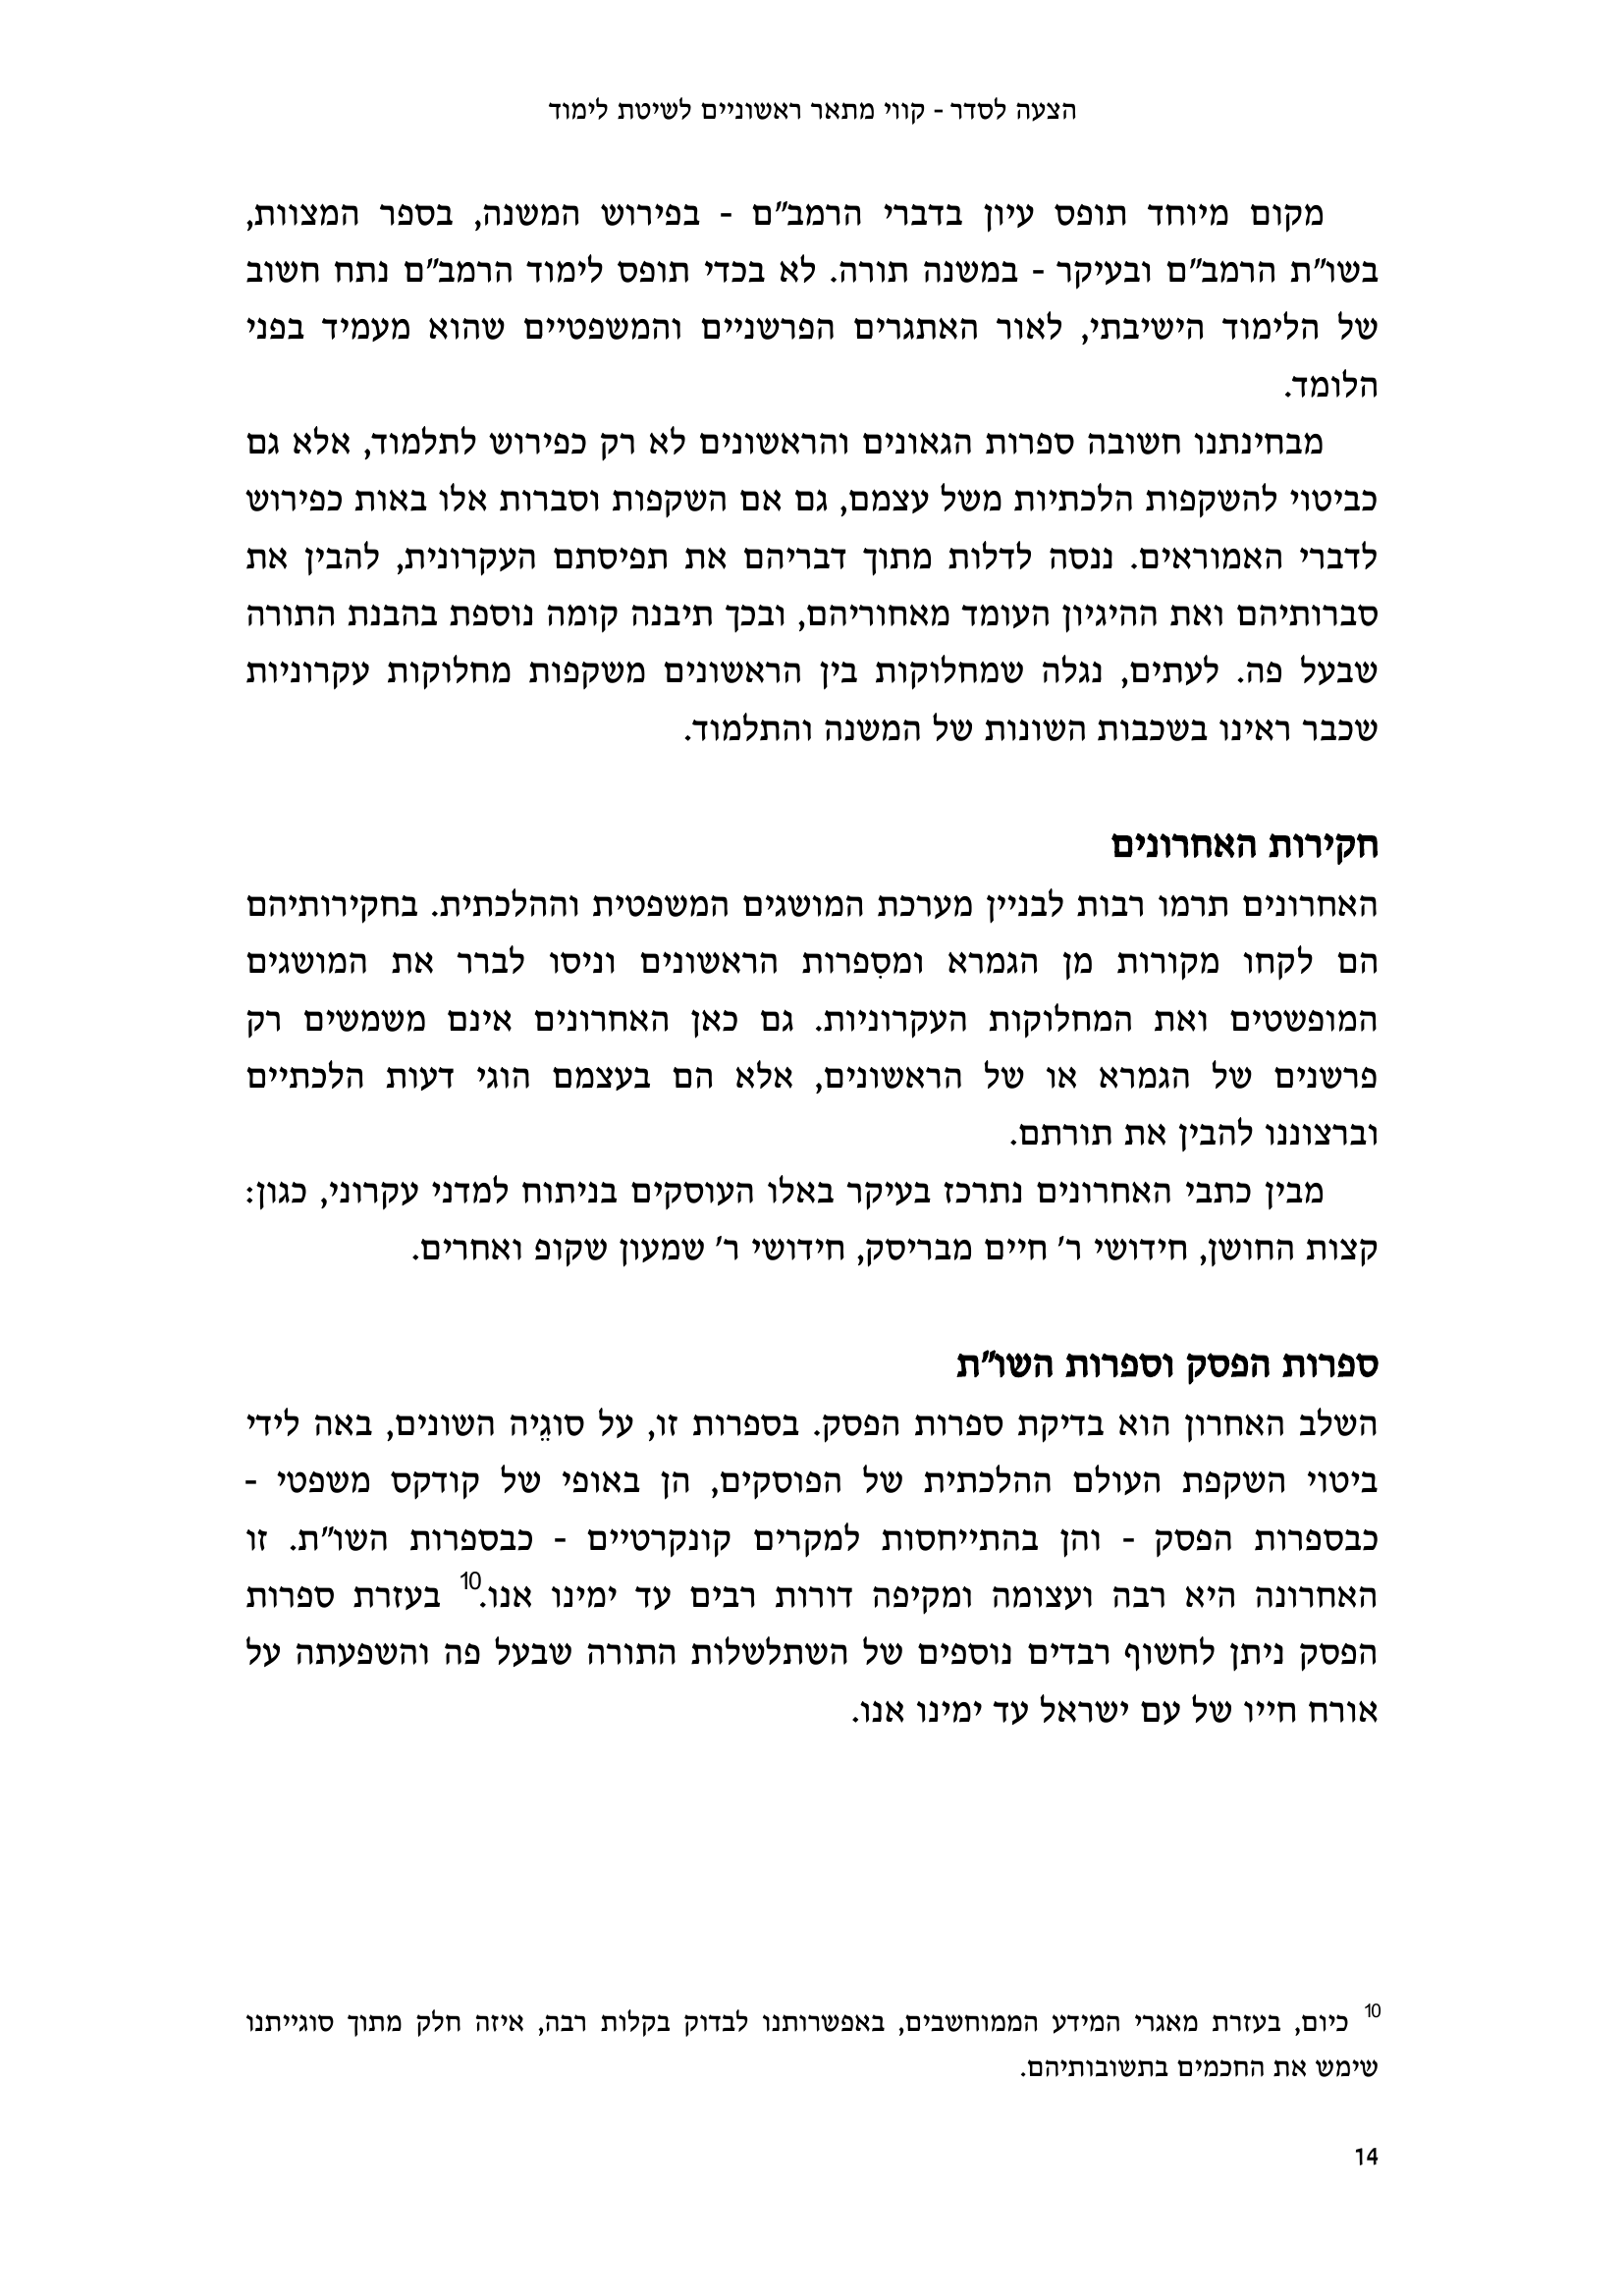 הצעה לסדר - קווי מתאר ראשוניים לשיטת לימוד
מקום מיוחד תופס עיון בדברי הרמב״ם - בפירוש המשנה, בספר המצוות,
בשו״ת הרמב״ם ובעיקר - במשנה תורה. לא בכדי תופס לימוד הרמב״ם נתח חשוב
של הלימוד הישיבתי, לאור האתגרים הפרשניים והמשפטיים שהוא מעמיד בפני
הלומד.
מבחינתנו חשובה ספרות הגאונים והראשונים לא רק כפירוש לתלמוד, אלא גם
כביטוי להשקפות הלכתיות משל עצמם, גם אם השקפות וסברות אלו באות כפירוש
לדברי האמוראים. ננסה לדלות מתוך דבריהם את תפיסתם העקרונית, להבין את
סברותיהם ואת ההיגיון העומד מאחוריהם, ובכך תיבנה קומה נוספת בהבנת התורה
שבעל פה. לעתים, נגלה שמחלוקות בין הראשונים משקפות מחלוקות עקרוניות
שכבר ראינו בשכבות השונות של המשנה והתלמוד.
חקירות האחרונים
האחרונים תרמו רבות לבניין מערכת המושגים המשפטית וההלכתית. בחקירותיהם
הם לקחו מקורות מן הגמרא ומסִפרות הראשונים וניסו לברר את המושגים
המופשטים ואת המחלוקות העקרוניות. גם כאן האחרונים אינם משמשים רק
פרשנים של הגמרא או של הראשונים, אלא הם בעצמם הוגי דעות הלכתיים
וברצוננו להבין את תורתם.
מבין כתבי האחרונים נתרכז בעיקר באלו העוסקים בניתוח למדני עקרוני, כגון:
קצות החושן, חידושי ר׳ חיים מבריסק, חידושי ר׳ שמעון שקופ ואחרים.
ספרות הפסק וספרות השו״ת
השלב האחרון הוא בדיקת ספרות הפסק. בספרות זו, על סוגֵיה השונים, באה לידי
ביטוי השקפת העולם ההלכתית של הפוסקים, הן באופי של קודקס משפטי -
כבספרות הפסק - והן בהתייחסות למקרים קונקרטיים - כבספרות השו״ת. זו
האחרונה היא רבה ועצומה ומקיפה דורות רבים עד ימינו אנו.10 בעזרת ספרות
הפסק ניתן לחשוף רבדים נוספים של השתלשלות התורה שבעל פה והשפעתה על
אורח חייו של עם ישראל עד ימינו אנו.
10 כיום, בעזרת מאגרי המידע הממוחשבים, באפשרותנו לבדוק בקלות רבה, איזה חלק מתוך סוגייתנו
שימש את החכמים בתשובותיהם.
14